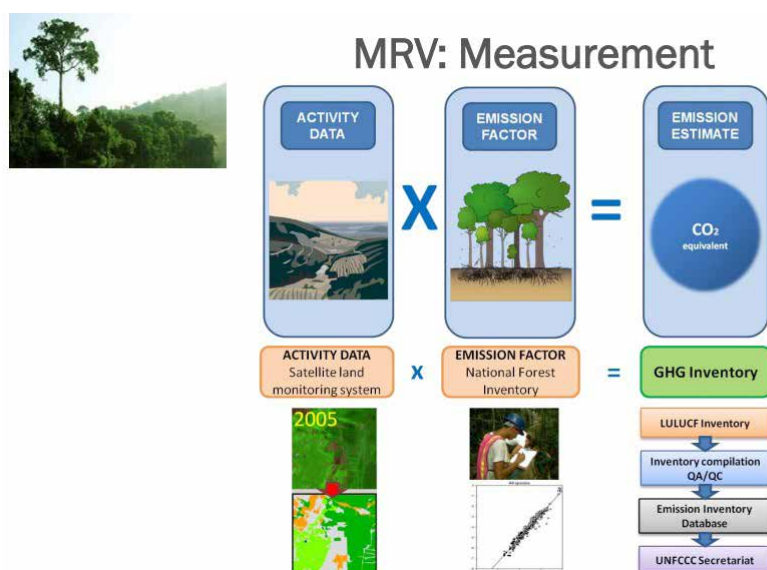 MRV: Measurement
ACTIVITY
DATA
EMISSION
FACTOR
EMISSION
ESTIMATE
X
=
CO₂
equivalent
ACTIVITY DATA
Satellite land
monitoring system
x
EMISSION FACTOR
National Forest
Inventory
=
GHG Inventory
2005
LULUCF Inventory
Inventory compilation
QA/QC
Emission Inventory
Database
UNFCCC Secretariat